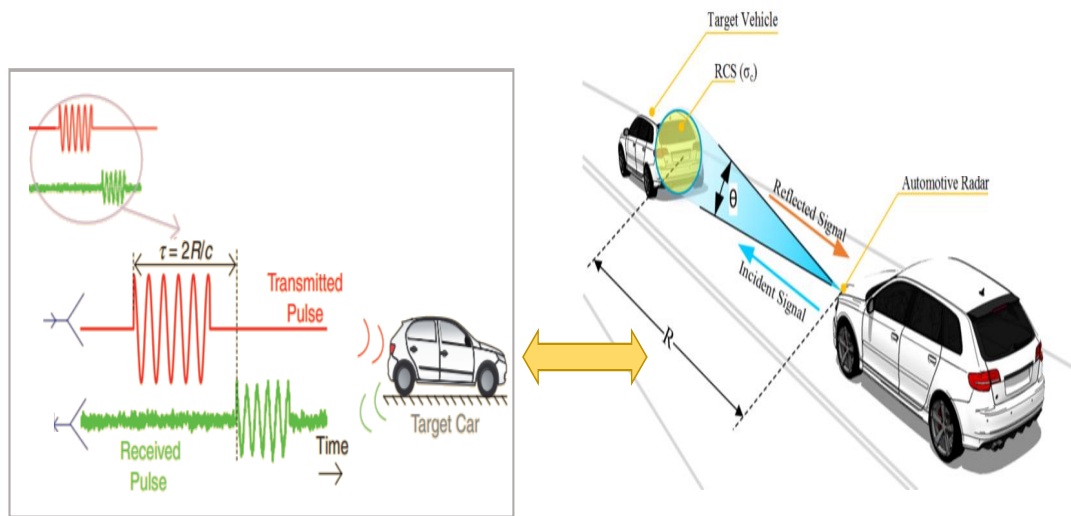 τ = 2R/c
Transmitted
Pulse
Received
Pulse
Time
Target Car
Target Vehicle
RCS (σc)
Automotive Radar
θ
Reflected Signal
Incident Signal
R